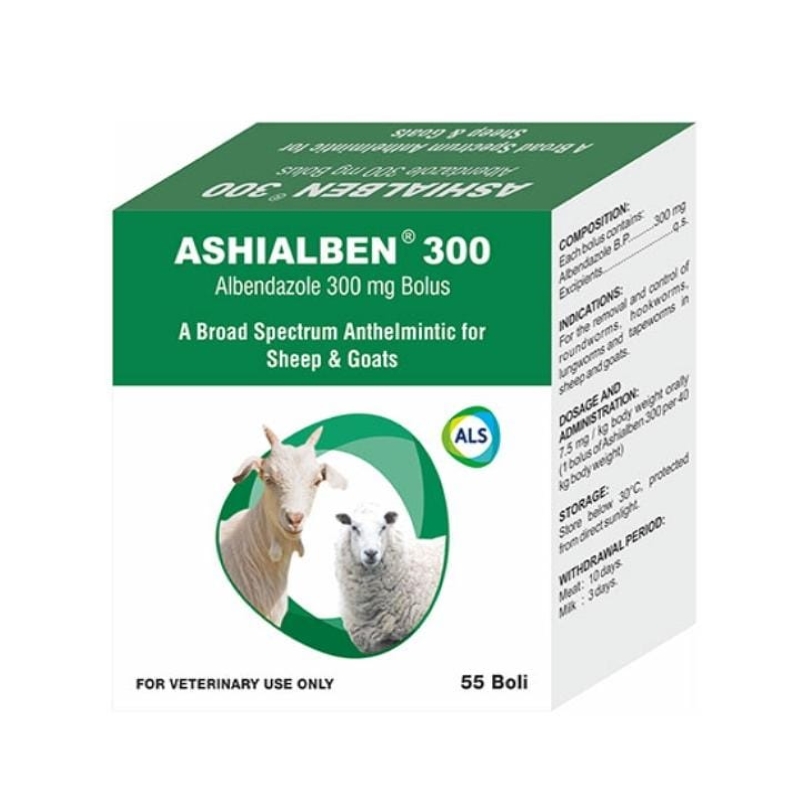 A Broad Spectrum Anthelmintic for
Sheep & Goats
ASHIALBEN® 300
Albendazole 300 mg Bolus
ASHIALBEN® 300
Albendazole 300 mg Bolus
A Broad Spectrum Anthelmintic for
Sheep & Goats
ALS
FOR VETERINARY USE ONLY
55 Boli
COMPOSITION:
Each bolus contains:
Albendazole B.P..........300 mg
Excipients....................q.s.
INDICATIONS:
For the removal and control of
roundworms, hookworms,
lungworms and tapeworms in
sheep and goats.
DOSAGE AND
ADMINISTRATION:
7.5 mg / kg body weight orally
(1 bolus of Ashialben 300 per 40
kg body weight)
STORAGE:
Store below 30°C, protected
from direct sunlight.
WITHDRAWAL PERIOD:
Meat : 10 days.
Milk : 3 days.